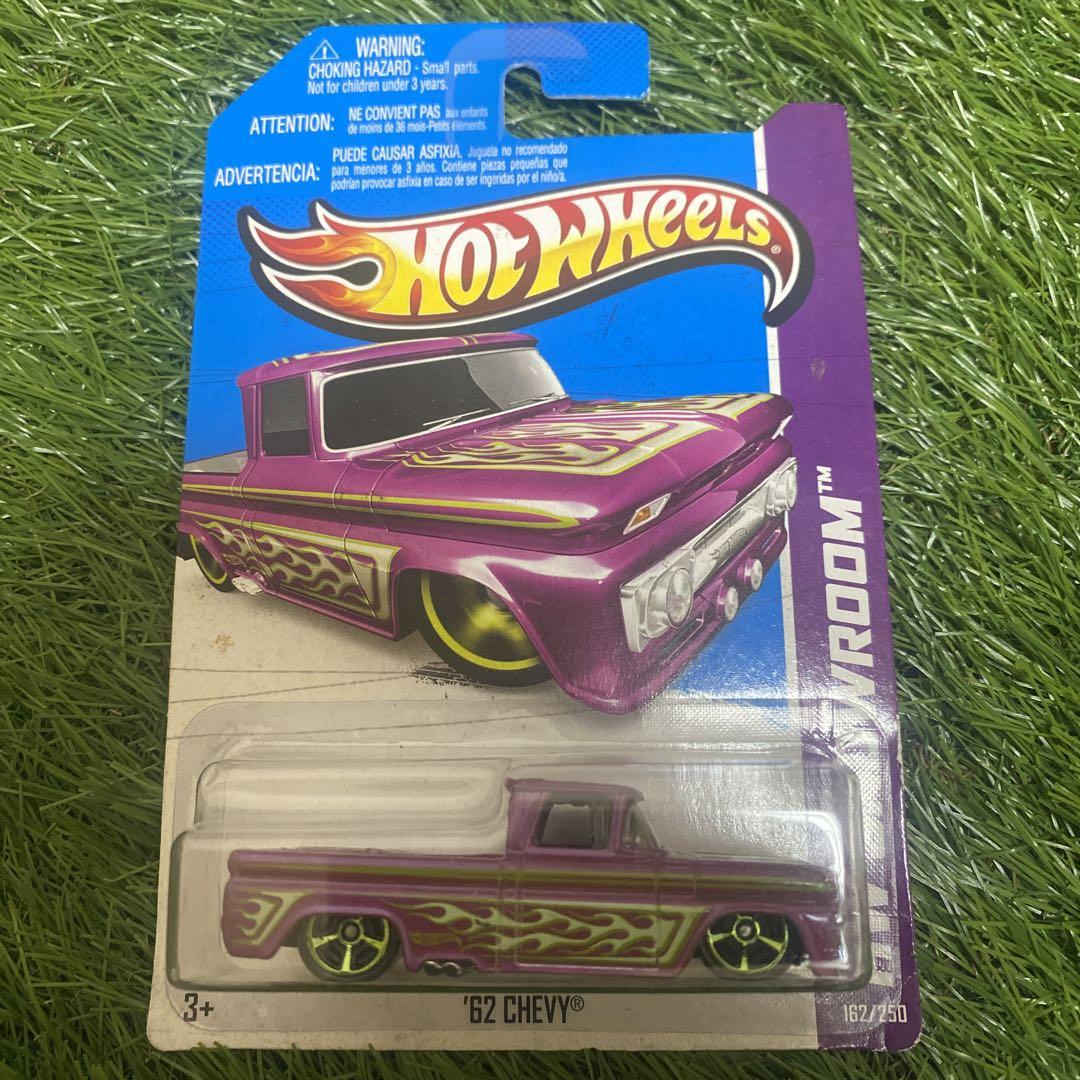 WARNING:
CHOKING HAZARD - Small parts.
Not for children under 3 years.
ATTENTION:
NE CONVIENT PAS aux enfants
de moins de 36 mois-Petits éléments.
ADVERTENCIA:
PUEDE CAUSAR ASFIXIA. Juguete no recomendado
para menores de 3 años. Contiene piezas pequeñas que
podrían provocar asfixia en caso de ser ingeridas por el niño/a.
HOT WHEELS®
HW VROOM™
3+
'62 CHEVY®
162/250